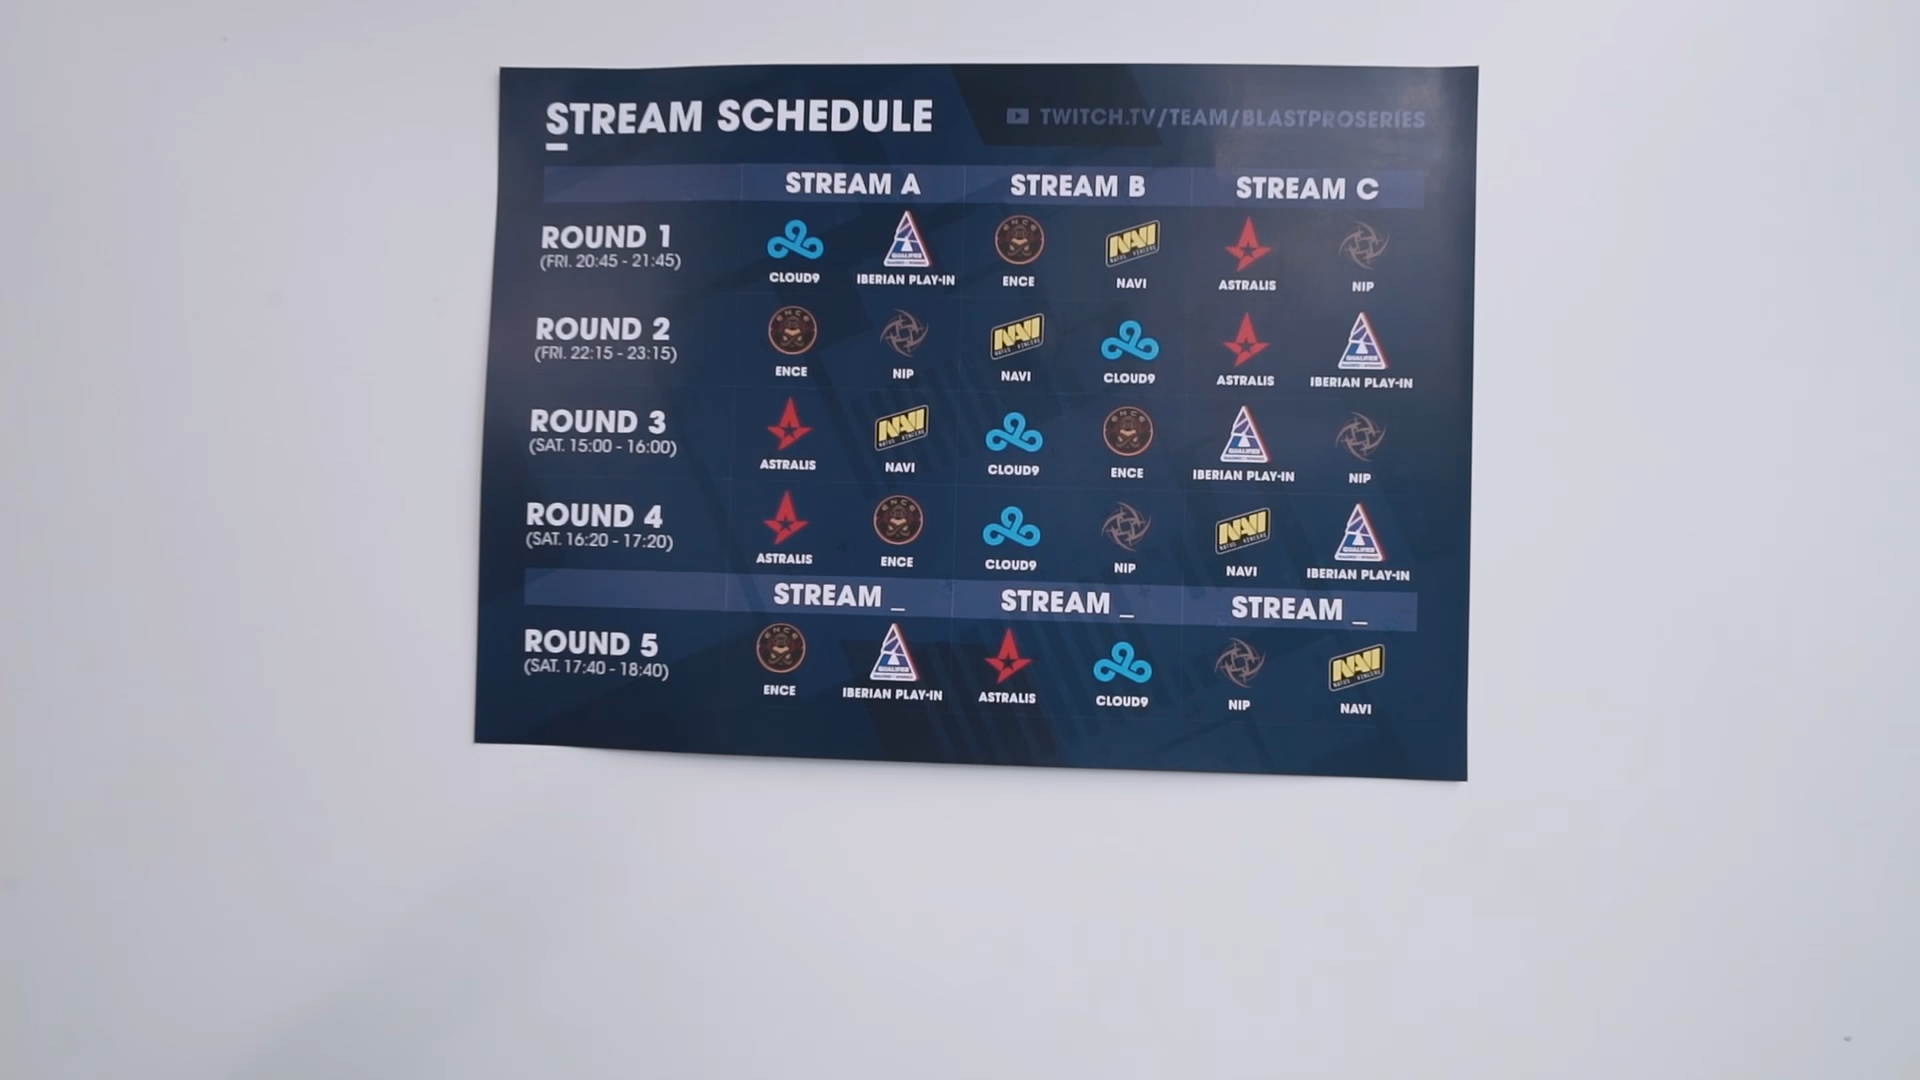 STREAM SCHEDULE
TWITCH.TV/TEAM/BLASTPROSERIES
STREAM A STREAM B STREAM C
ROUND 1
(FRI. 20:45 - 21:45)
CLOUD9 IBERIAN PLAY-IN ENCE NAVI ASTRALIS NIP
ROUND 2
(FRI. 22:15 - 23:15)
ENCE NIP NAVI CLOUD9 ASTRALIS IBERIAN PLAY-IN
ROUND 3
(SAT. 15:00 - 16:00)
ASTRALIS NAVI CLOUD9 ENCE IBERIAN PLAY-IN NIP
ROUND 4
(SAT. 16:20 - 17:20)
ASTRALIS ENCE CLOUD9 NIP NAVI IBERIAN PLAY-IN
STREAM _ STREAM _ STREAM _
ROUND 5
(SAT. 17:40 - 18:40)
ENCE IBERIAN PLAY-IN ASTRALIS CLOUD9 NIP NAVI